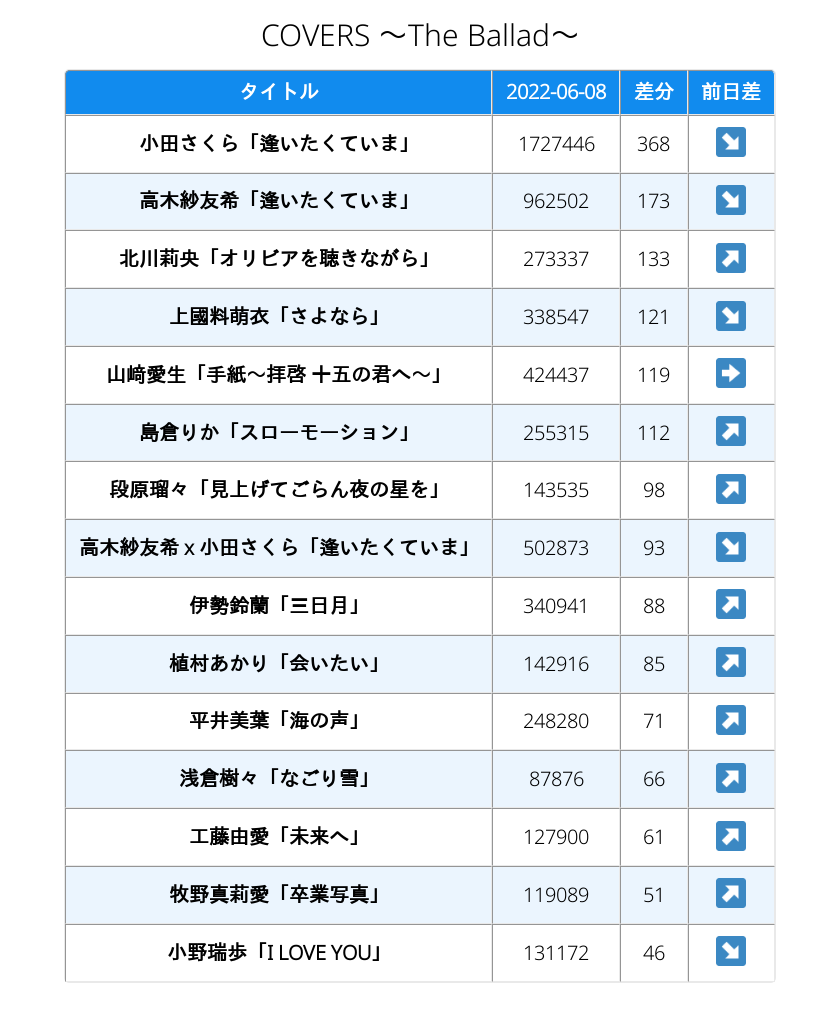 COVERS ～The Ballad～
タイトル 2022-06-08 差分 前日差
小田さくら「逢いたくていま」 1727446 368 ↘
高木紗友希「逢いたくていま」 962502 173 ↘
北川莉央「オリビアを聴きながら」 273337 133 ↗
上國料萌衣「さよなら」 338547 121 ↘
山﨑愛生「手紙～拝啓 十五の君へ～」 424437 119 ➡
島倉りか「スローモーション」 255315 112 ↗
段原瑠々「見上げてごらん夜の星を」 143535 98 ↗
高木紗友希 x 小田さくら「逢いたくていま」 502873 93 ↘
伊勢鈴蘭「三日月」 340941 88 ↗
植村あかり「会いたい」 142916 85 ↗
平井美葉「海の声」 248280 71 ↗
浅倉樹々「なごり雪」 87876 66 ↗
工藤由愛「未来へ」 127900 61 ↗
牧野真莉愛「卒業写真」 119089 51 ↗
小野瑞歩「I LOVE YOU」 131172 46 ↘